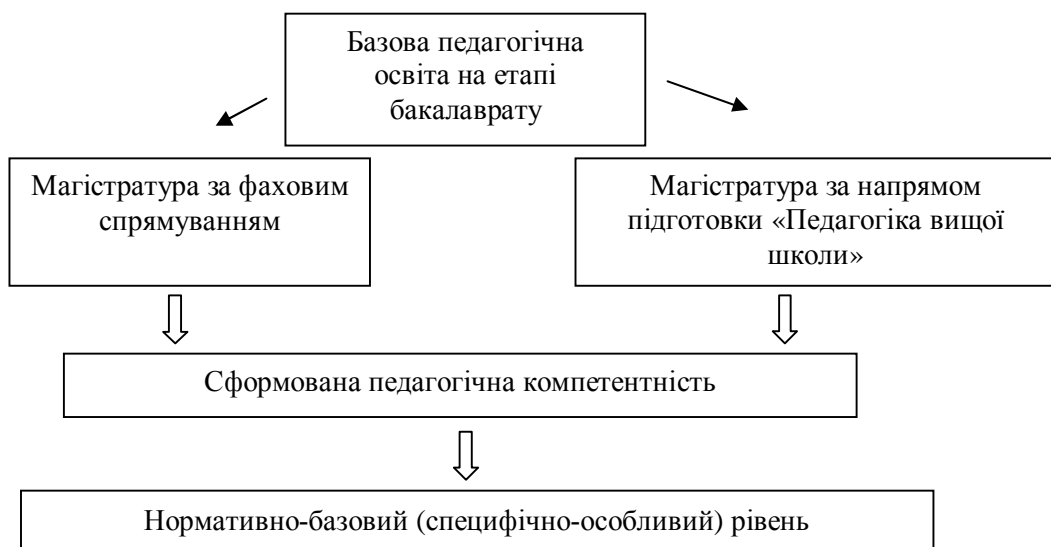 Базова педагогічна
освіта на етапі
бакалаврату
Магістратура за фаховим
спрямуванням
Магістратура за напрямом
підготовки «Педагогіка вищої
школи»
Сформована педагогічна компетентність
Нормативно-базовий (специфічно-особливий) рівень